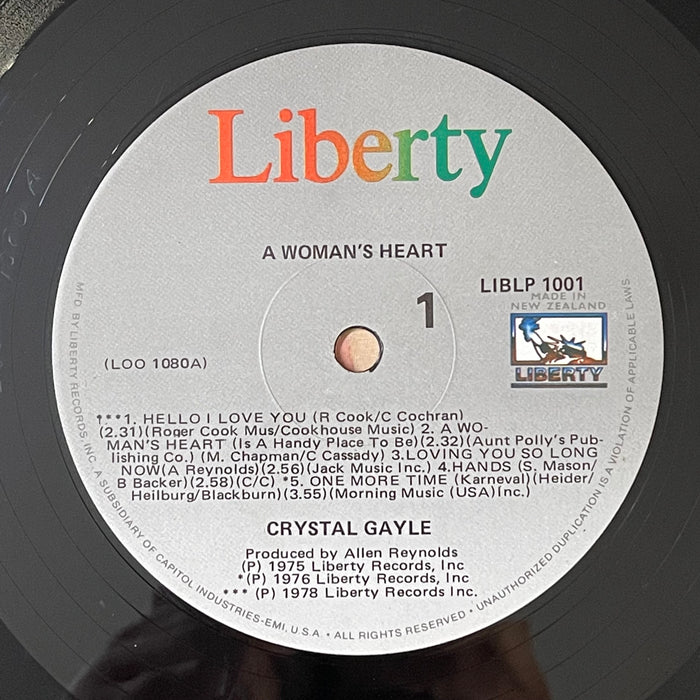 Liberty
A WOMAN'S HEART
LIBLP 1001
MADE IN
NEW ZEALAND
1
LIBERTY
(LOO 1080A)
***1. HELLO I LOVE YOU (R Cook/C Cochran)
(2.31)(Roger Cook Mus/Cookhouse Music) 2. A WO-
MAN'S HEART (Is A Handy Place To Be)(2.32)(Aunt Polly's Pub-
lishing Co.) (M. Chapman/C Cassady) 3.LOVING YOU SO LONG
NOW(A Reynolds)(2.56)(Jack Music Inc.) 4.HANDS (S. Mason/
B Backer)(2.58)(C/C) *5. ONE MORE TIME (Karneval)(Heider/
Heilburg/Blackburn)(3.55)(Morning Music (USA)Inc.)
CRYSTAL GAYLE
Produced by Allen Reynolds
(P) 1975 Liberty Records, Inc
*(P) 1976 Liberty Records, Inc
*** (P) 1978 Liberty Records Inc.
MFD. BY LIBERTY RECORDS INC. A SUBSIDIARY OF CAPITOL INDUSTRIES-EMI, U.S.A. • ALL RIGHTS RESERVED • UNAUTHORIZED DUPLICATION IS A VIOLATION OF APPLICABLE LAWS